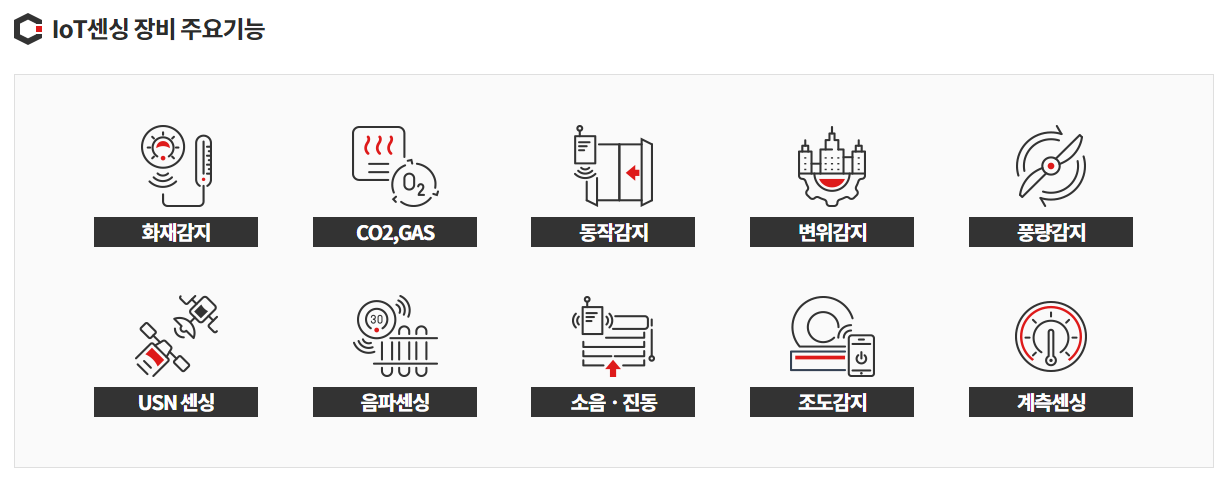 IoT센싱 장비 주요기능
O2
화재감지
CO2,GAS
동작감지
변위감지
풍량감지
30
USN 센싱
음파센싱
소음 · 진동
조도감지
계측센싱